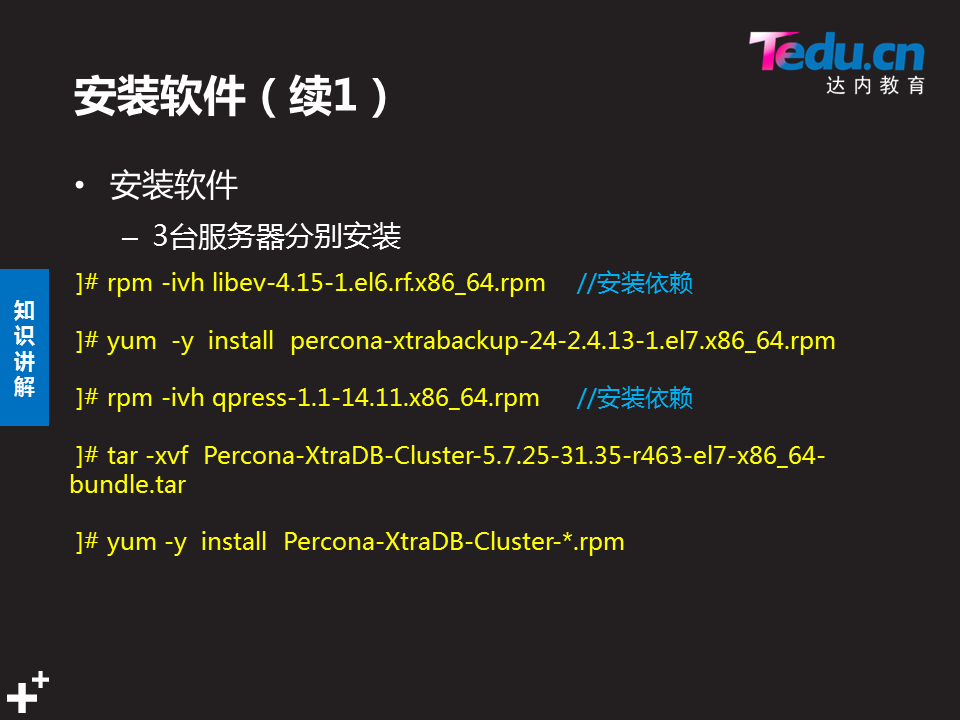 Tedu.cn
达内教育
安装软件（续1）
• 安装软件
– 3台服务器分别安装
]# rpm -ivh libev-4.15-1.el6.rf.x86_64.rpm //安装依赖
]# yum -y install percona-xtrabackup-24-2.4.13-1.el7.x86_64.rpm
]# rpm -ivh qpress-1.1-14.11.x86_64.rpm //安装依赖
]# tar -xvf Percona-XtraDB-Cluster-5.7.25-31.35-r463-el7-x86_64-
bundle.tar
]# yum -y install Percona-XtraDB-Cluster-*.rpm
知识讲解